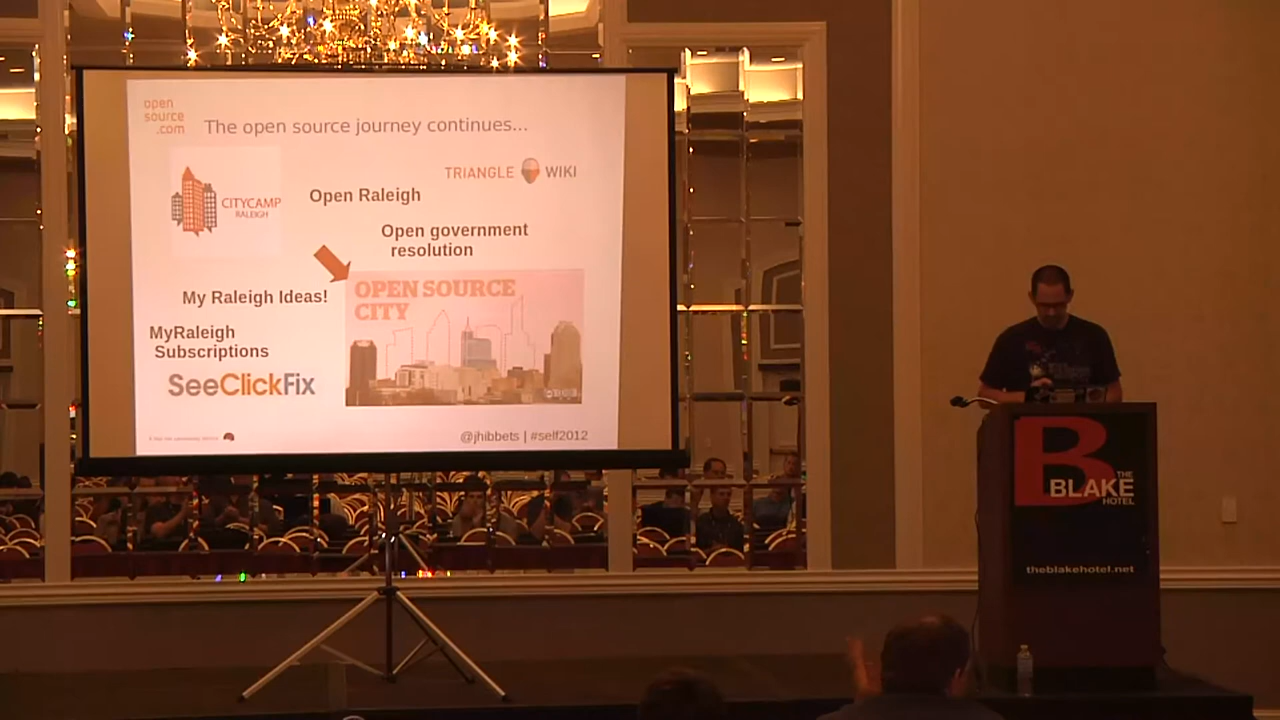 open
source
.com
The open source journey continues...
CITYCAMP
RALEIGH
Open Raleigh
TRIANGLE WIKI
Open government
resolution
My Raleigh Ideas!
OPEN SOURCE
CITY
MyRaleigh
Subscriptions
SeeClickFix
@jhibbets | #self2012
B
THE
BLAKE
HOTEL
theblakehotel.net